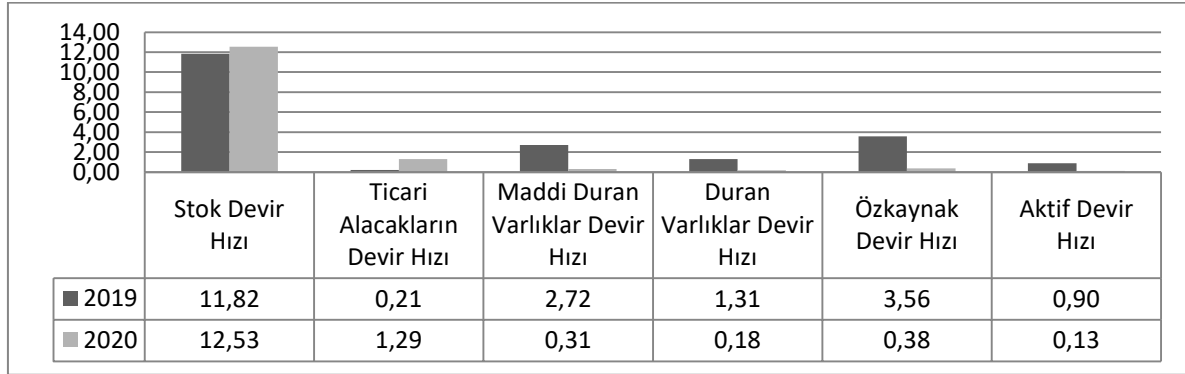 14,00
12,00
10,00
8,00
6,00
4,00
2,00
0,00
Stok Devir
Hızı
Ticari
Alacakların
Devir Hızı
Maddi Duran
Varlıklar Devir
Hızı
Duran
Varlıklar Devir
Hızı
Özkaynak
Devir Hızı
Aktif Devir
Hızı
2019 11,82 0,21 2,72 1,31 3,56 0,90
2020 12,53 1,29 0,31 0,18 0,38 0,13